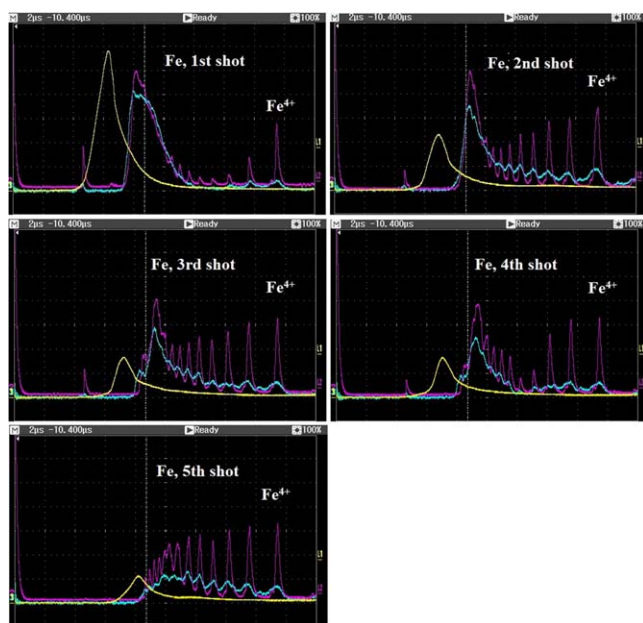 M 2µs -10.400µs ▶Ready 100%
Fe, 1st shot
Fe⁴⁺
M 2µs -10.400µs ▶Ready 100%
Fe, 2nd shot
Fe⁴⁺
M 2µs -10.400µs ▶Ready 100%
Fe, 3rd shot
Fe⁴⁺
M 2µs -10.400µs ▶Ready 100%
Fe, 4th shot
Fe⁴⁺
M 2µs -10.400µs ▶Ready 100%
Fe, 5th shot
Fe⁴⁺